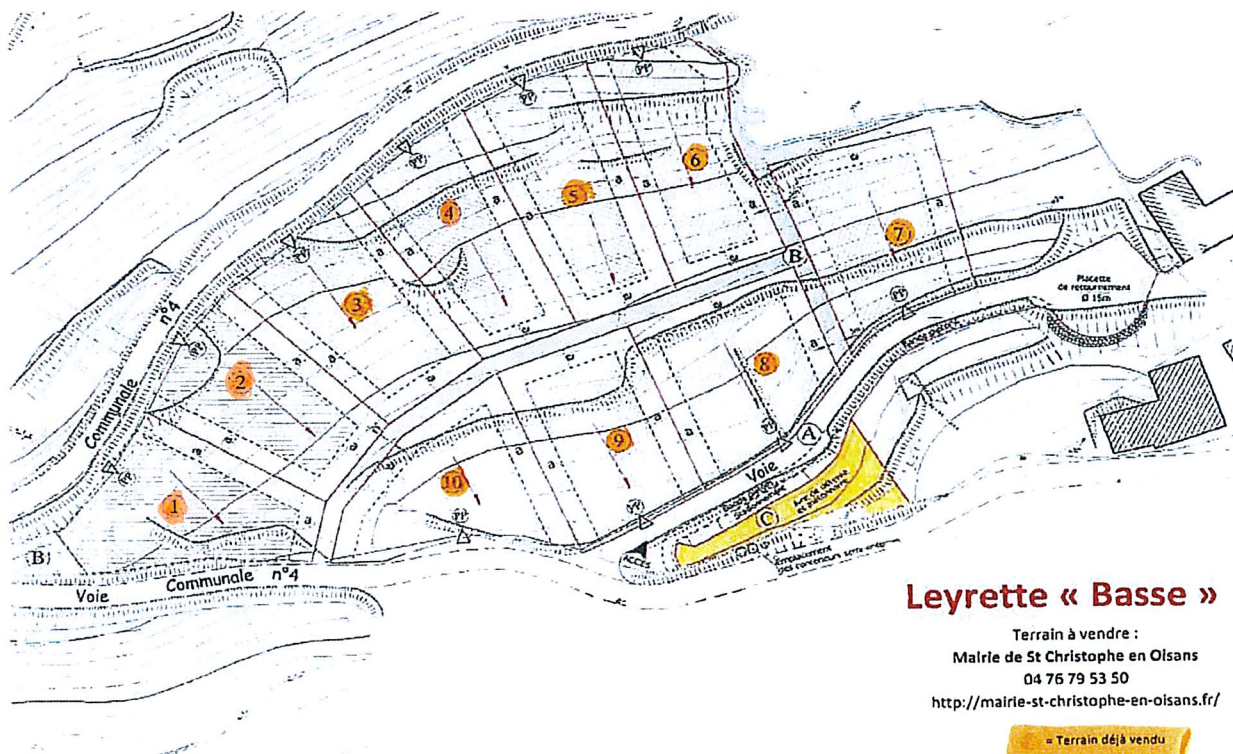 6
5
4
7
B
3
Placette
de retournement
Ø 15m
n°4
Communale
2
8
9
A
Voie
10
1
C
ACCES
Emplacement
B
Voie Communale n°4
Leyrette « Basse »
Terrain à vendre :
Mairie de St Christophe en Oisans
04 76 79 53 50
http://mairie-st-christophe-en-oisans.fr/
= Terrain déjà vendu